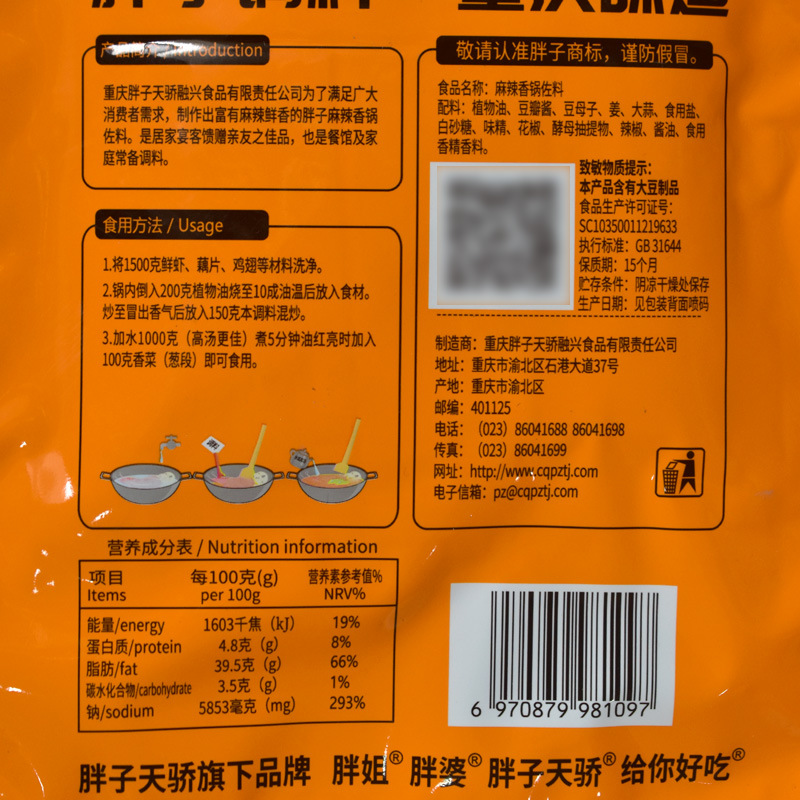 产品简介 / Introduction
重庆胖子天骄融兴食品有限责任公司为了满足广大
消费者需求，制作出富有麻辣鲜香的胖子麻辣香锅
佐料。是居家宴客馈赠亲友之佳品，也是餐馆及家
庭常备调料。
食用方法 / Usage
1.将1500克鲜虾、藕片、鸡翅等材料洗净。
2.锅内倒入200克植物油烧至10成油温后放入食材。
炒至冒出香气后放入150克本调料混炒。
3.加水1000克（高汤更佳）煮5分钟油红亮时加入
100克香菜（葱段）即可食用。
敬请认准胖子商标，谨防假冒。
食品名称：麻辣香锅佐料
配料：植物油、豆瓣酱、豆母子、姜、大蒜、食用盐、
白砂糖、味精、花椒、酵母抽提物、辣椒、酱油、食用
香精香料。
致敏物质提示：
本产品含有大豆制品
食品生产许可证号：
SC10350011219633
执行标准：GB 31644
保质期：15个月
贮存条件：阴凉干燥处保存
生产日期：见包装背面喷码
制造商：重庆胖子天骄融兴食品有限责任公司
地址：重庆市渝北区石港大道37号
产地：重庆市渝北区
邮编：401125
电话：（023）86041688 86041698
传真：（023）86041699
网址：http://www.cqpztj.com
电子信箱：pz@cqpztj.com
营养成分表 / Nutrition information
项目 每100克(g) 营养素参考值%
Items per 100g NRV%
能量/energy 1603千焦（kJ） 19%
蛋白质/protein 4.8克（g） 8%
脂肪/fat 39.5克（g） 66%
碳水化合物/carbohydrate 3.5克（g） 1%
钠/sodium 5853毫克（mg） 293%
6 970879 981097
胖子天骄旗下品牌 胖姐® 胖婆® 胖子天骄® 给你好吃®